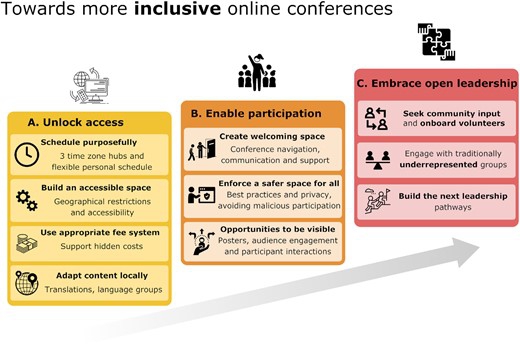 Towards more inclusive online conferences
A. Unlock access
Schedule purposefully
3 time zone hubs and
flexible personal schedule
Build an accessible space
Geographical restrictions
and accessibility
Use appropriate fee system
Support hidden costs
Adapt content locally
Translations, language groups
B. Enable participation
Create welcoming space
Conference navigation,
communication and support
Enforce a safer space for all
Best practices and privacy,
avoiding malicious participation
Opportunities to be visible
Posters, audience engagement
and participant interactions
C. Embrace open leadership
Seek community input
and onboard volunteers
Engage with traditionally
underrepresented groups
Build the next leadership
pathways